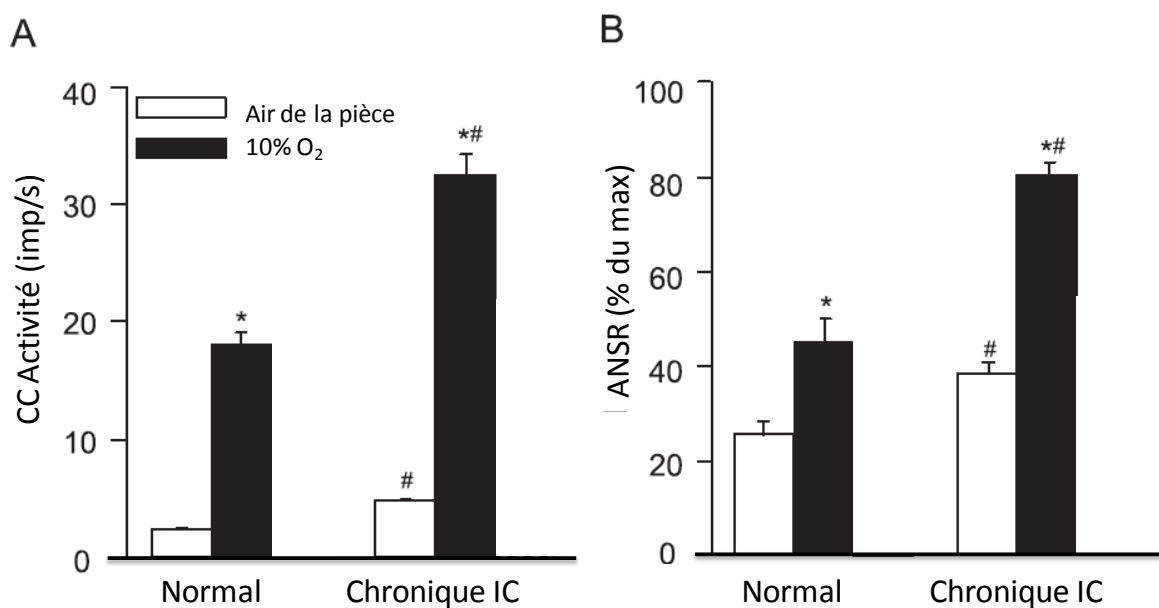 A
CC Activité (imp/s)
40
30
20
10
0
Air de la pièce
10% O₂
*
#
*#
Normal
Chronique IC
B
ANSR (% du max)
100
80
60
40
20
0
*
#
*#
Normal
Chronique IC